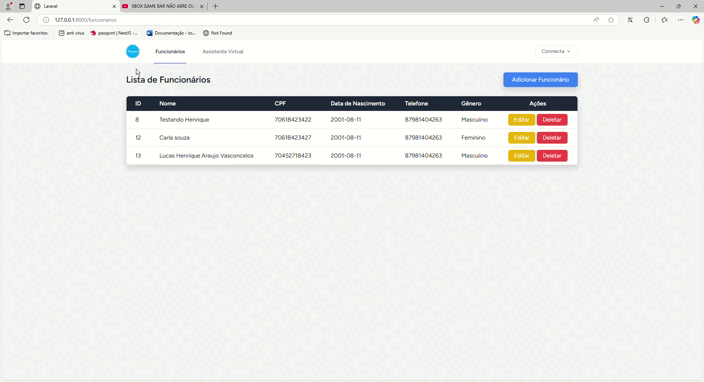 Laravel
XBOX GAME BAR NÃO ABRE DU
127.0.0.1:8000/funcionarios
Importar favoritos
anti virus
passport | NestJS -...
Documentação - to...
Not Found
Funcionários
Assistente Virtual
Connecta
Lista de Funcionários
Adicionar Funcionário
ID Nome CPF Data de Nascimento Telefone Gênero Ações
8 Testando Henrique 70618423422 2001-08-11 87981404263 Masculino Editar Deletar
12 Carla souza 70618423427 2001-08-11 87981404263 Feminino Editar Deletar
13 Lucas Henrique Araujo Vasconcelos 70452718423 2001-08-11 87981404263 Masculino Editar Deletar